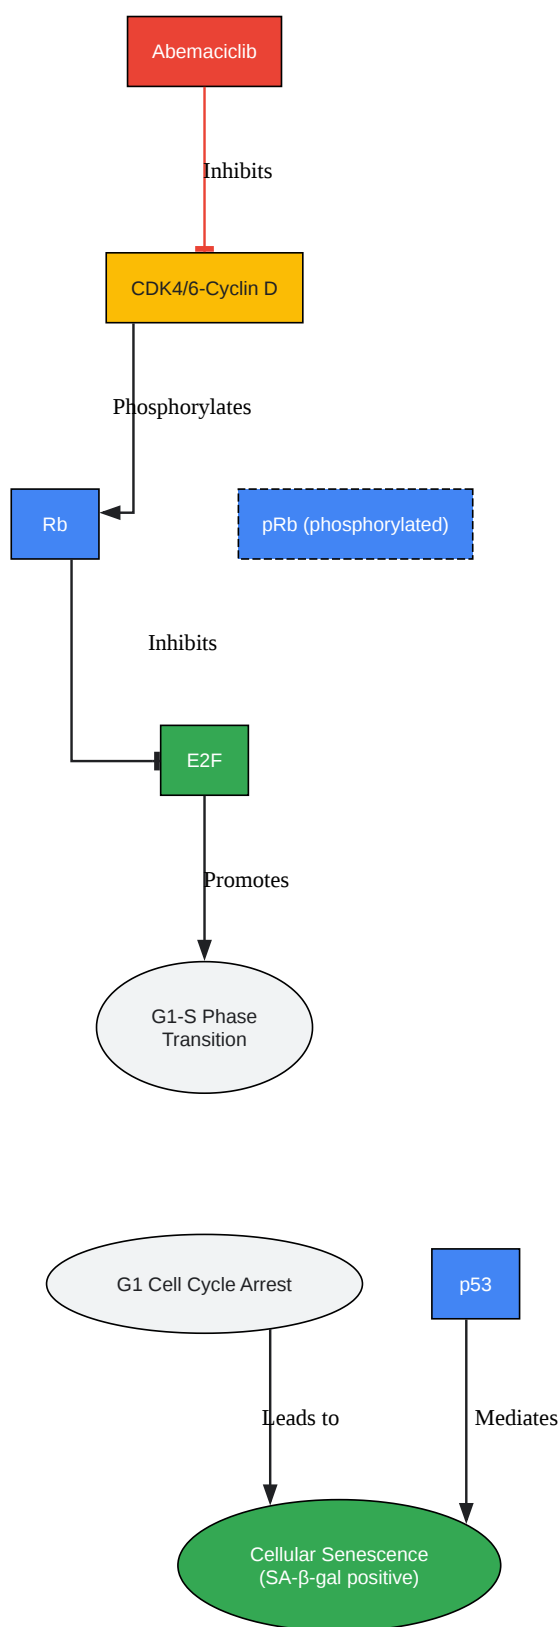 Abemaciclib
Inhibits
CDK4/6-Cyclin D
Phosphorylates
Rb
pRb (phosphorylated)
Inhibits
E2F
Promotes
G1-S Phase
Transition
G1 Cell Cycle Arrest
p53
Leads to
Mediates
Cellular Senescence
(SA-β-gal positive)